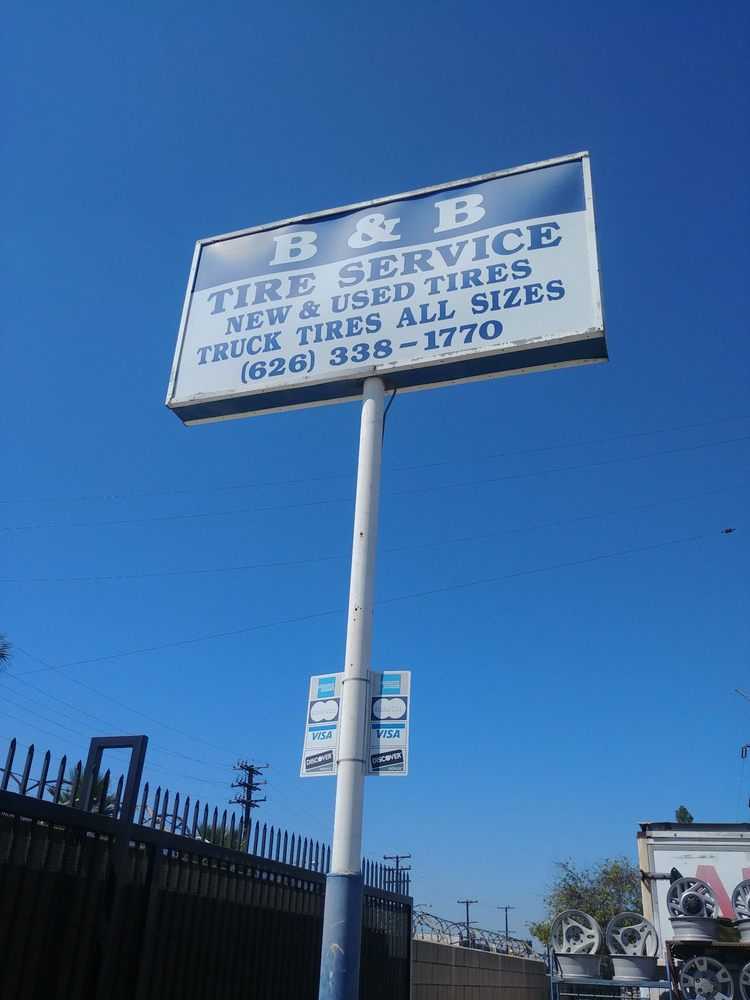 B & B
TIRE SERVICE
NEW & USED TIRES
TRUCK TIRES ALL SIZES
(626) 338-1770
VISA
DISCOVER
VISA
DISCOVER